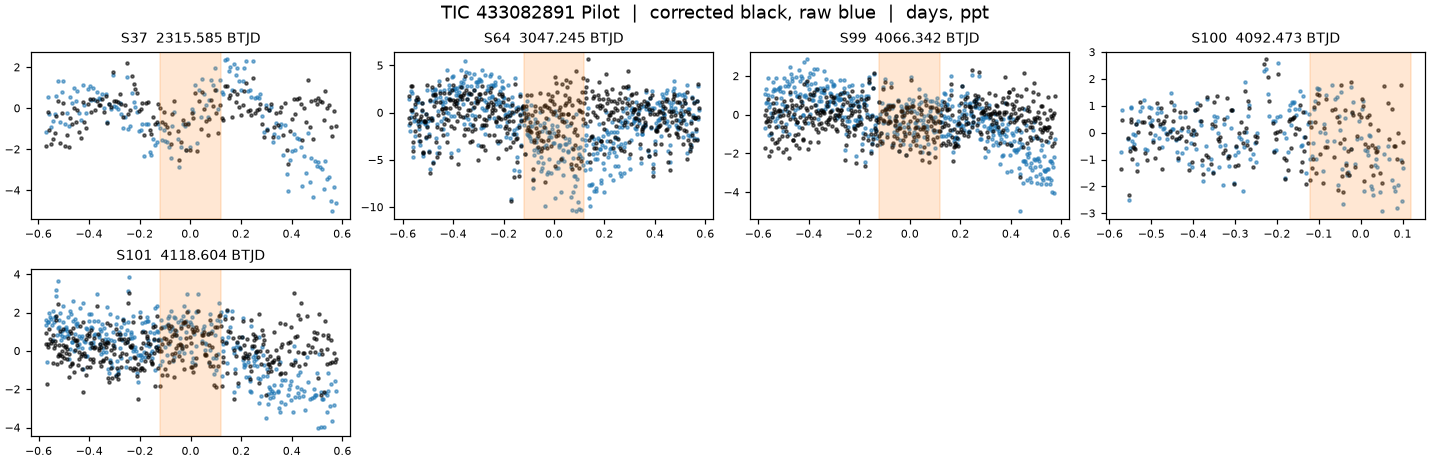 TIC 433082891 Pilot | corrected black, raw blue | days, ppt
S37 2315.585 BTJD
2
0
−2
−4
−0.6 −0.4 −0.2 0.0 0.2 0.4 0.6
S64 3047.245 BTJD
5
0
−5
−10
−0.6 −0.4 −0.2 0.0 0.2 0.4 0.6
S99 4066.342 BTJD
2
0
−2
−4
−0.6 −0.4 −0.2 0.0 0.2 0.4 0.6
S100 4092.473 BTJD
3
2
1
0
−1
−2
−3
−0.6 −0.5 −0.4 −0.3 −0.2 −0.1 0.0 0.1
S101 4118.604 BTJD
4
2
0
−2
−4
−0.6 −0.4 −0.2 0.0 0.2 0.4 0.6